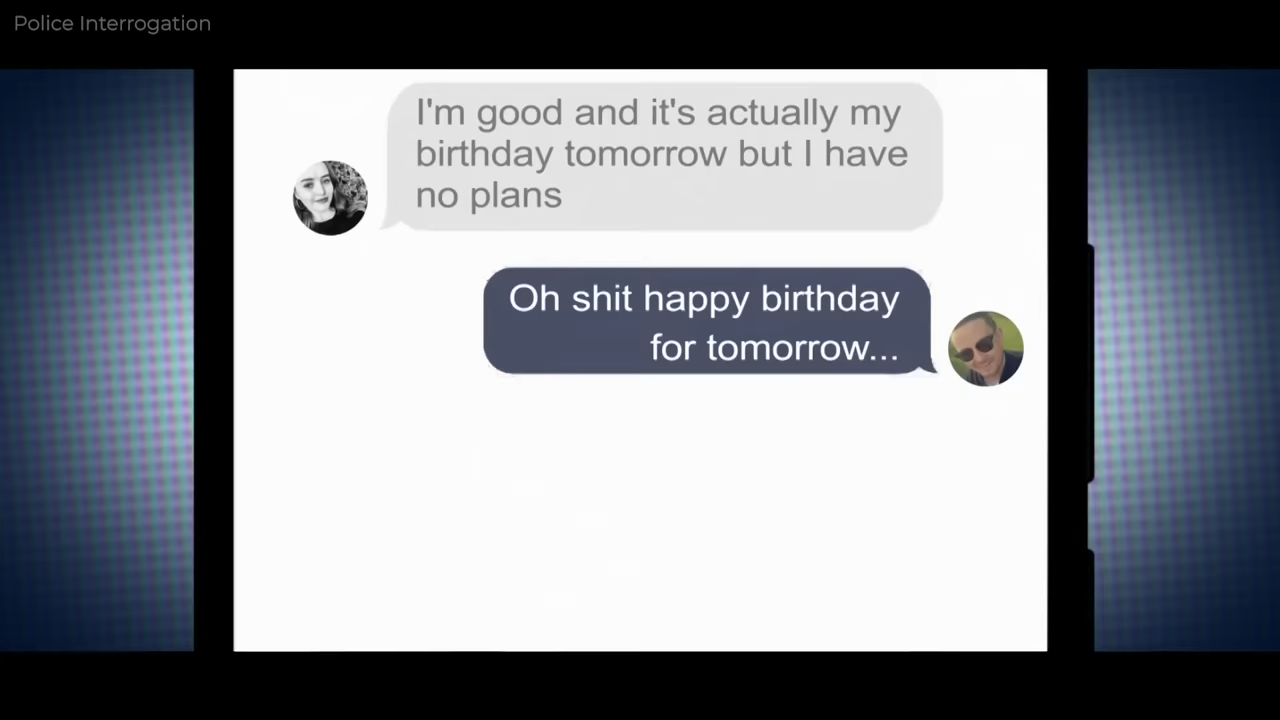 Police Interrogation
I'm good and it's actually my
birthday tomorrow but I have
no plans
Oh shit happy birthday
for tomorrow...